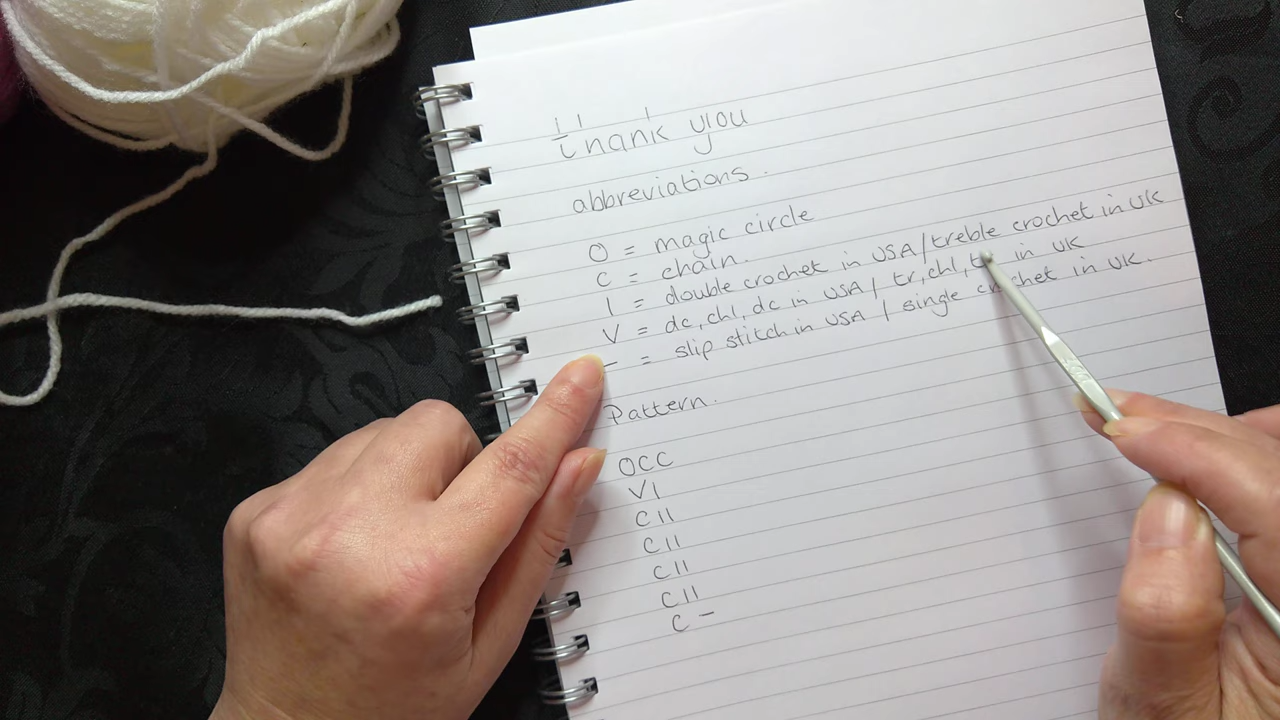 thank you
abbreviations.
O = magic circle
C = chain.
I = double crochet in USA/treble crochet in UK
V = dc, ch1, dc in USA / tr, ch1, in UK
– = slip stitch in USA / single crochet in UK.
Pattern.
OCC
VI
CII
CII
CII
CII
C –